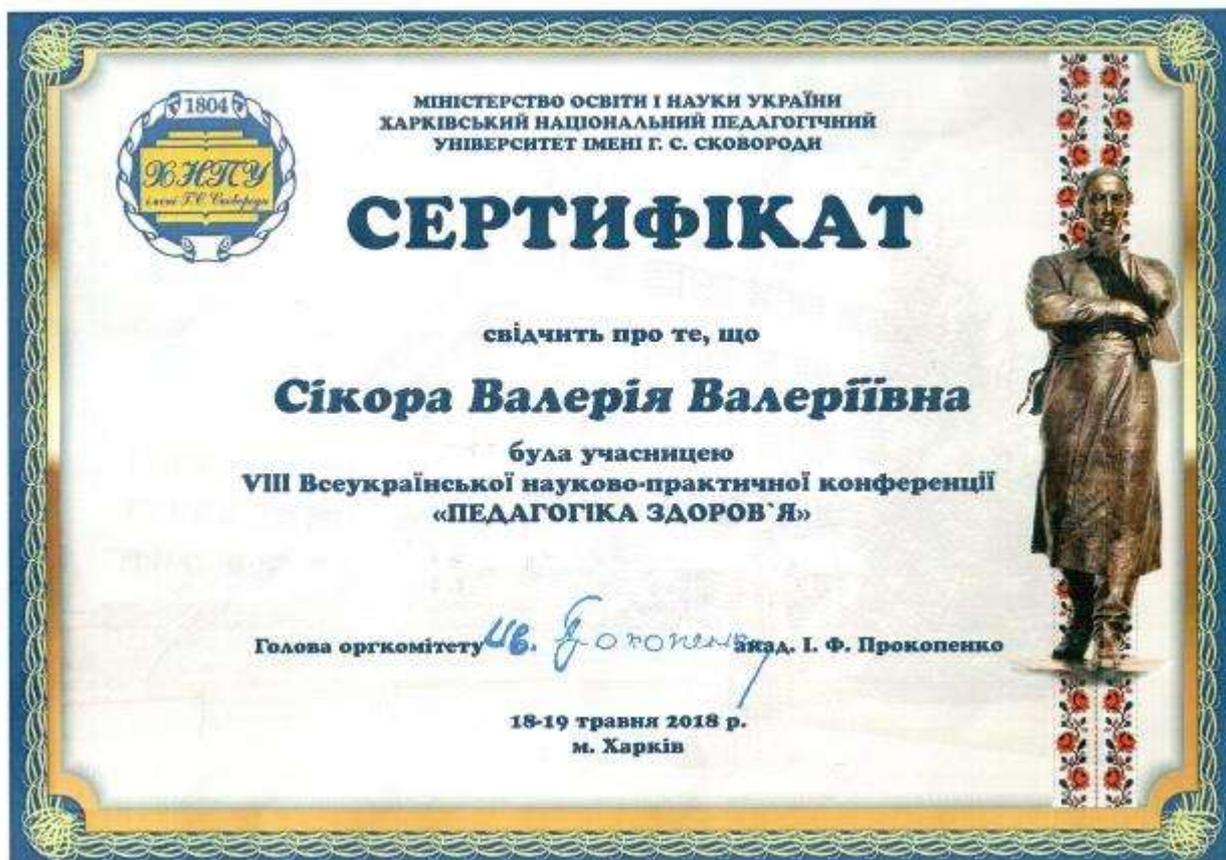 1804
ХНПУ
імені Г.С. Сковороди
МІНІСТЕРСТВО ОСВІТИ І НАУКИ УКРАЇНИ
ХАРКІВСЬКИЙ НАЦІОНАЛЬНИЙ ПЕДАГОГІЧНИЙ
УНІВЕРСИТЕТ ІМЕНІ Г. С. СКОВОРОДИ
СЕРТИФІКАТ
свідчить про те, що
Сікора Валерія Валеріївна
була учасницею
VIII Всеукраїнської науково-практичної конференції
«ПЕДАГОГІКА ЗДОРОВ`Я»
Голова оргкомітету Ив. Прокопенко акад. І. Ф. Прокопенко
18-19 травня 2018 р.
м. Харків